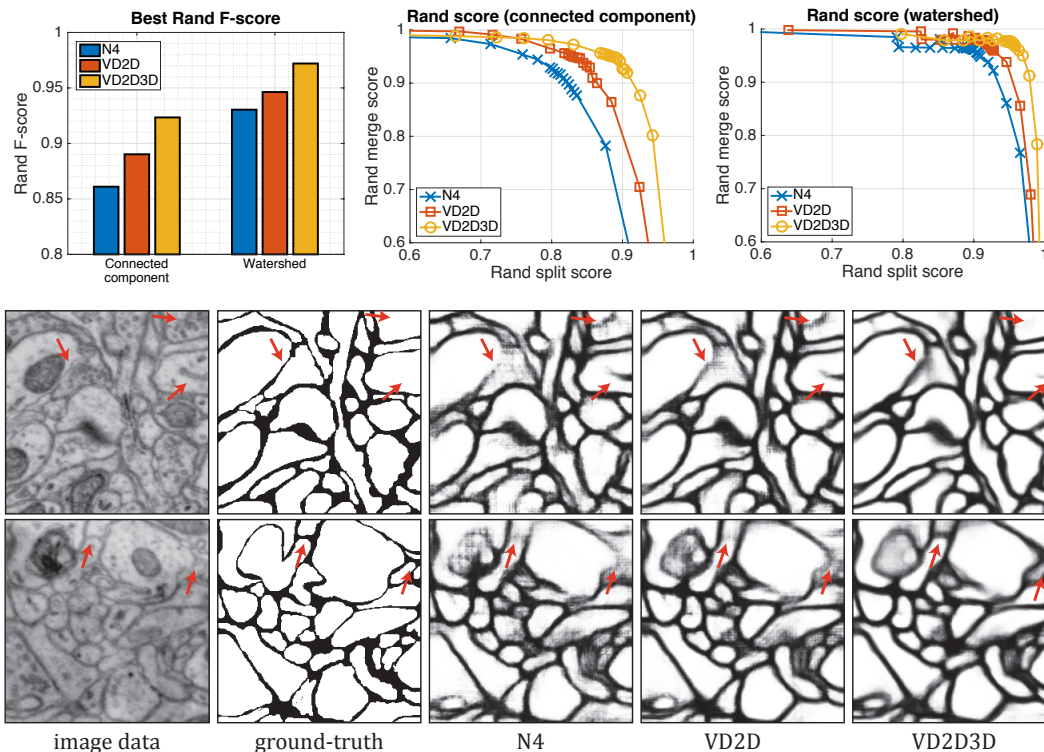 Best Rand F-score
Rand F-score
0.95
0.9
0.85
0.8
N4
VD2D
VD2D3D
Connected
component
Watershed
Rand score (connected component)
Rand merge score
1
0.9
0.8
0.7
0.6
N4
VD2D
VD2D3D
0.6 0.7 0.8 0.9 1
Rand split score
Rand score (watershed)
Rand merge score
1
0.9
0.8
0.7
0.6
N4
VD2D
VD2D3D
0.6 0.7 0.8 0.9 1
Rand split score
image data ground-truth N4 VD2D VD2D3D